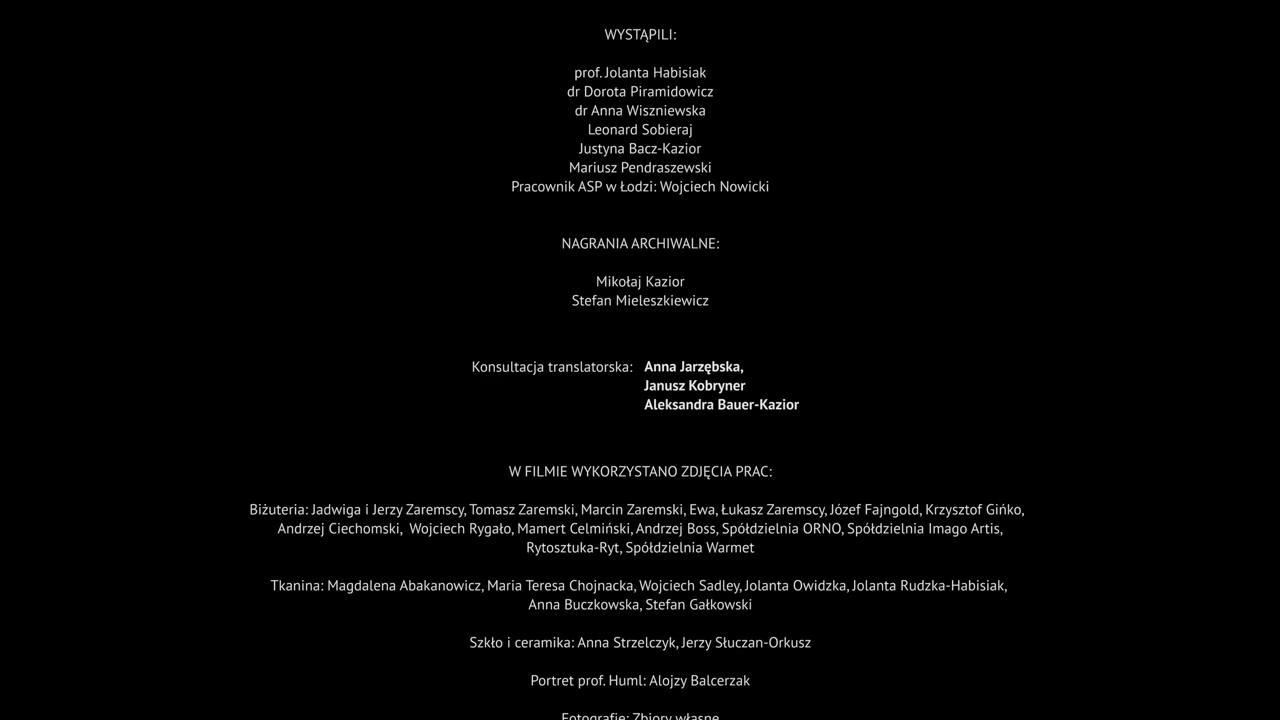 WYSTĄPILI:
prof. Jolanta Habisiak
dr Dorota Piramidowicz
dr Anna Wiszniewska
Leonard Sobieraj
Justyna Bacz-Kazior
Mariusz Pendraszewski
Pracownik ASP w Łodzi: Wojciech Nowicki
NAGRANIA ARCHIWALNE:
Mikołaj Kazior
Stefan Mieleszkiewicz
Konsultacja translatorska: Anna Jarzębska,
Janusz Kobryner
Aleksandra Bauer-Kazior
W FILMIE WYKORZYSTANO ZDJĘCIA PRAC:
Biżuteria: Jadwiga i Jerzy Zaremscy, Tomasz Zaremski, Marcin Zaremski, Ewa, Łukasz Zaremscy, Józef Fajngold, Krzysztof Gińko,
Andrzej Ciechomski, Wojciech Rygało, Mamert Celmiński, Andrzej Boss, Spółdzielnia ORNO, Spółdzielnia Imago Artis,
Rytosztuka-Ryt, Spółdzielnia Warmet
Tkanina: Magdalena Abakanowicz, Maria Teresa Chojnacka, Wojciech Sadley, Jolanta Owidzka, Jolanta Rudzka-Habisiak,
Anna Buczkowska, Stefan Gałkowski
Szkło i ceramika: Anna Strzelczyk, Jerzy Słuczan-Orkusz
Portret prof. Huml: Alojzy Balcerzak
Fotografie: Zbiory własne